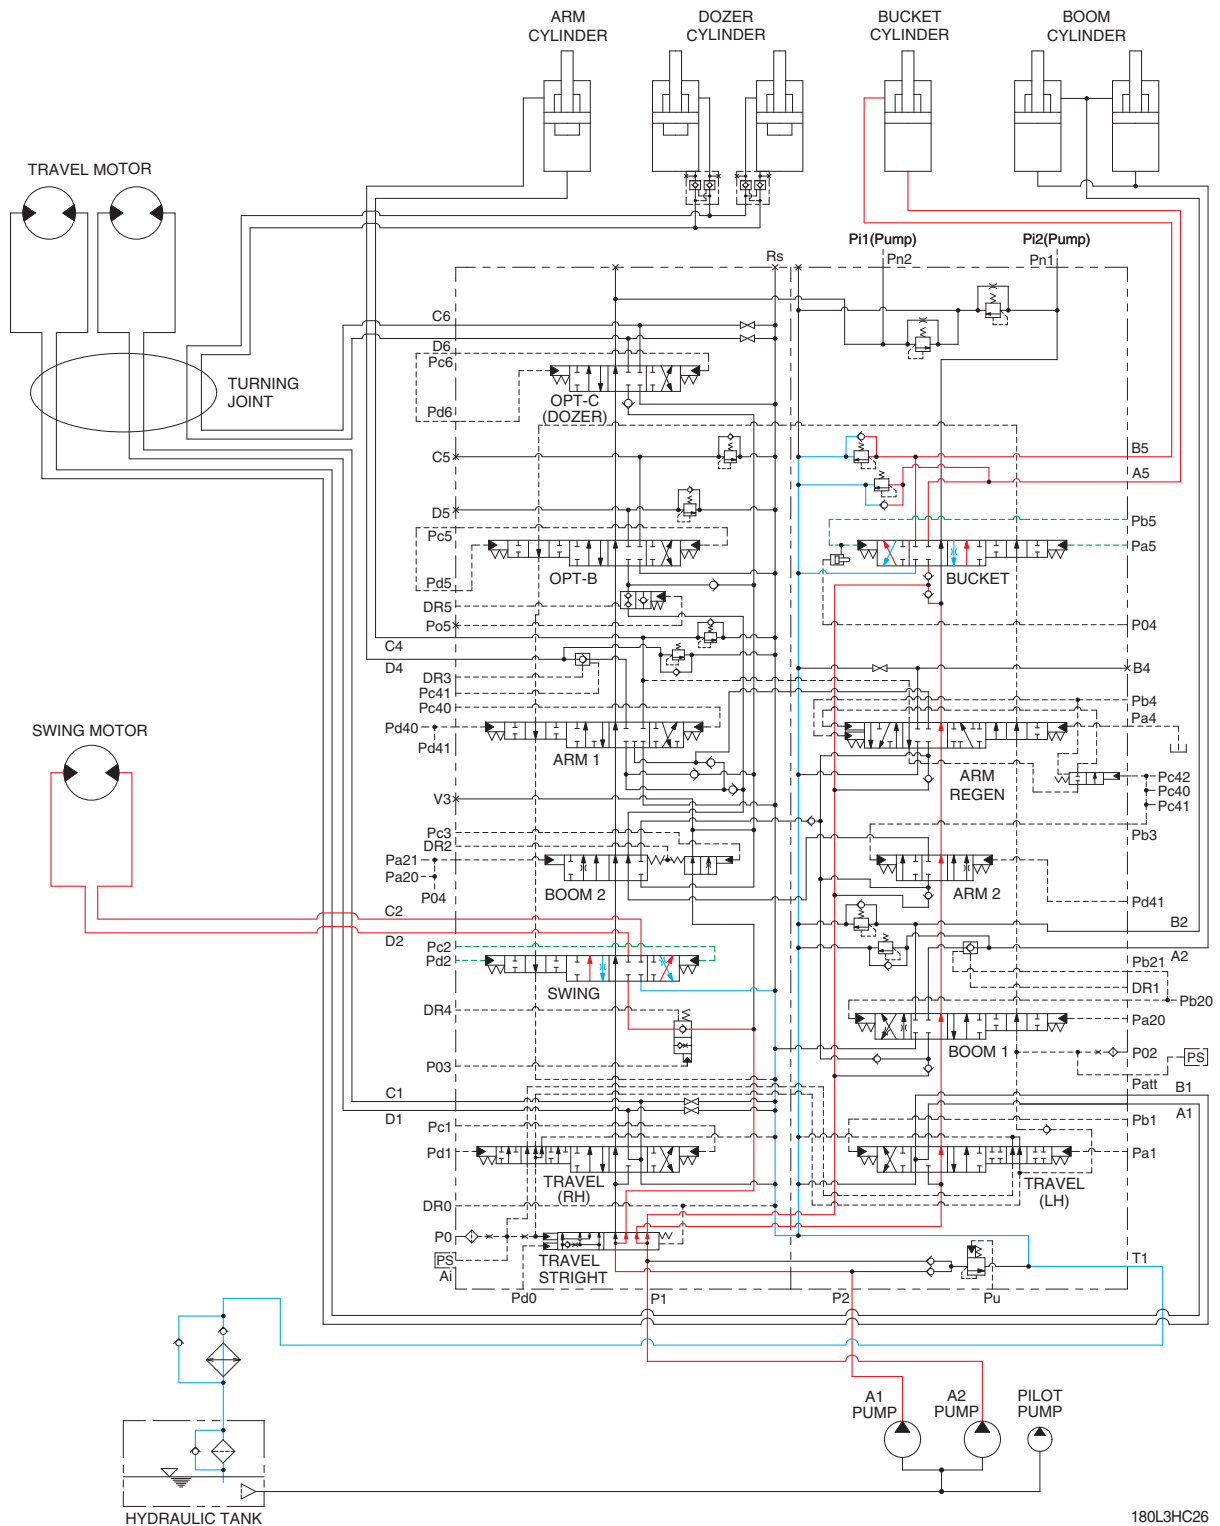 ARM
CYLINDER
DOZER
CYLINDER
BUCKET
CYLINDER
BOOM
CYLINDER
TRAVEL MOTOR
Pi1(Pump)
Pi2(Pump)
Rs
Pn2
Pn1
C6
D6
Pc6
TURNING
JOINT
OPT-C
(DOZER)
Pd6
C5
B5
A5
D5
Pb5
Pc5
Pa5
OPT-B
BUCKET
Pd5
DR5
Po5
P04
C4
D4
B4
DR3
Pc41
Pc40
Pb4
Pa4
Pd40
Pd41
SWING MOTOR
ARM 1
ARM
REGEN
Pc42
Pc40
Pc41
V3
Pc3
DR2
Pb3
Pa21
Pa20
P04
BOOM 2
ARM 2
Pd41
C2
B2
D2
Pc2
Pd2
A2
Pb21
DR1
SWING
Pb20
DR4
Pa20
BOOM 1
P03
P02
PS
Patt
C1
B1
D1
A1
Pc1
Pb1
Pd1
Pa1
TRAVEL
(RH)
TRAVEL
(LH)
DR0
P0
PS
Ai
TRAVEL
STRIGHT
T1
Pd0
P1
P2
Pu
A1
PUMP
A2
PUMP
PILOT
PUMP
HYDRAULIC TANK
180L3HC26